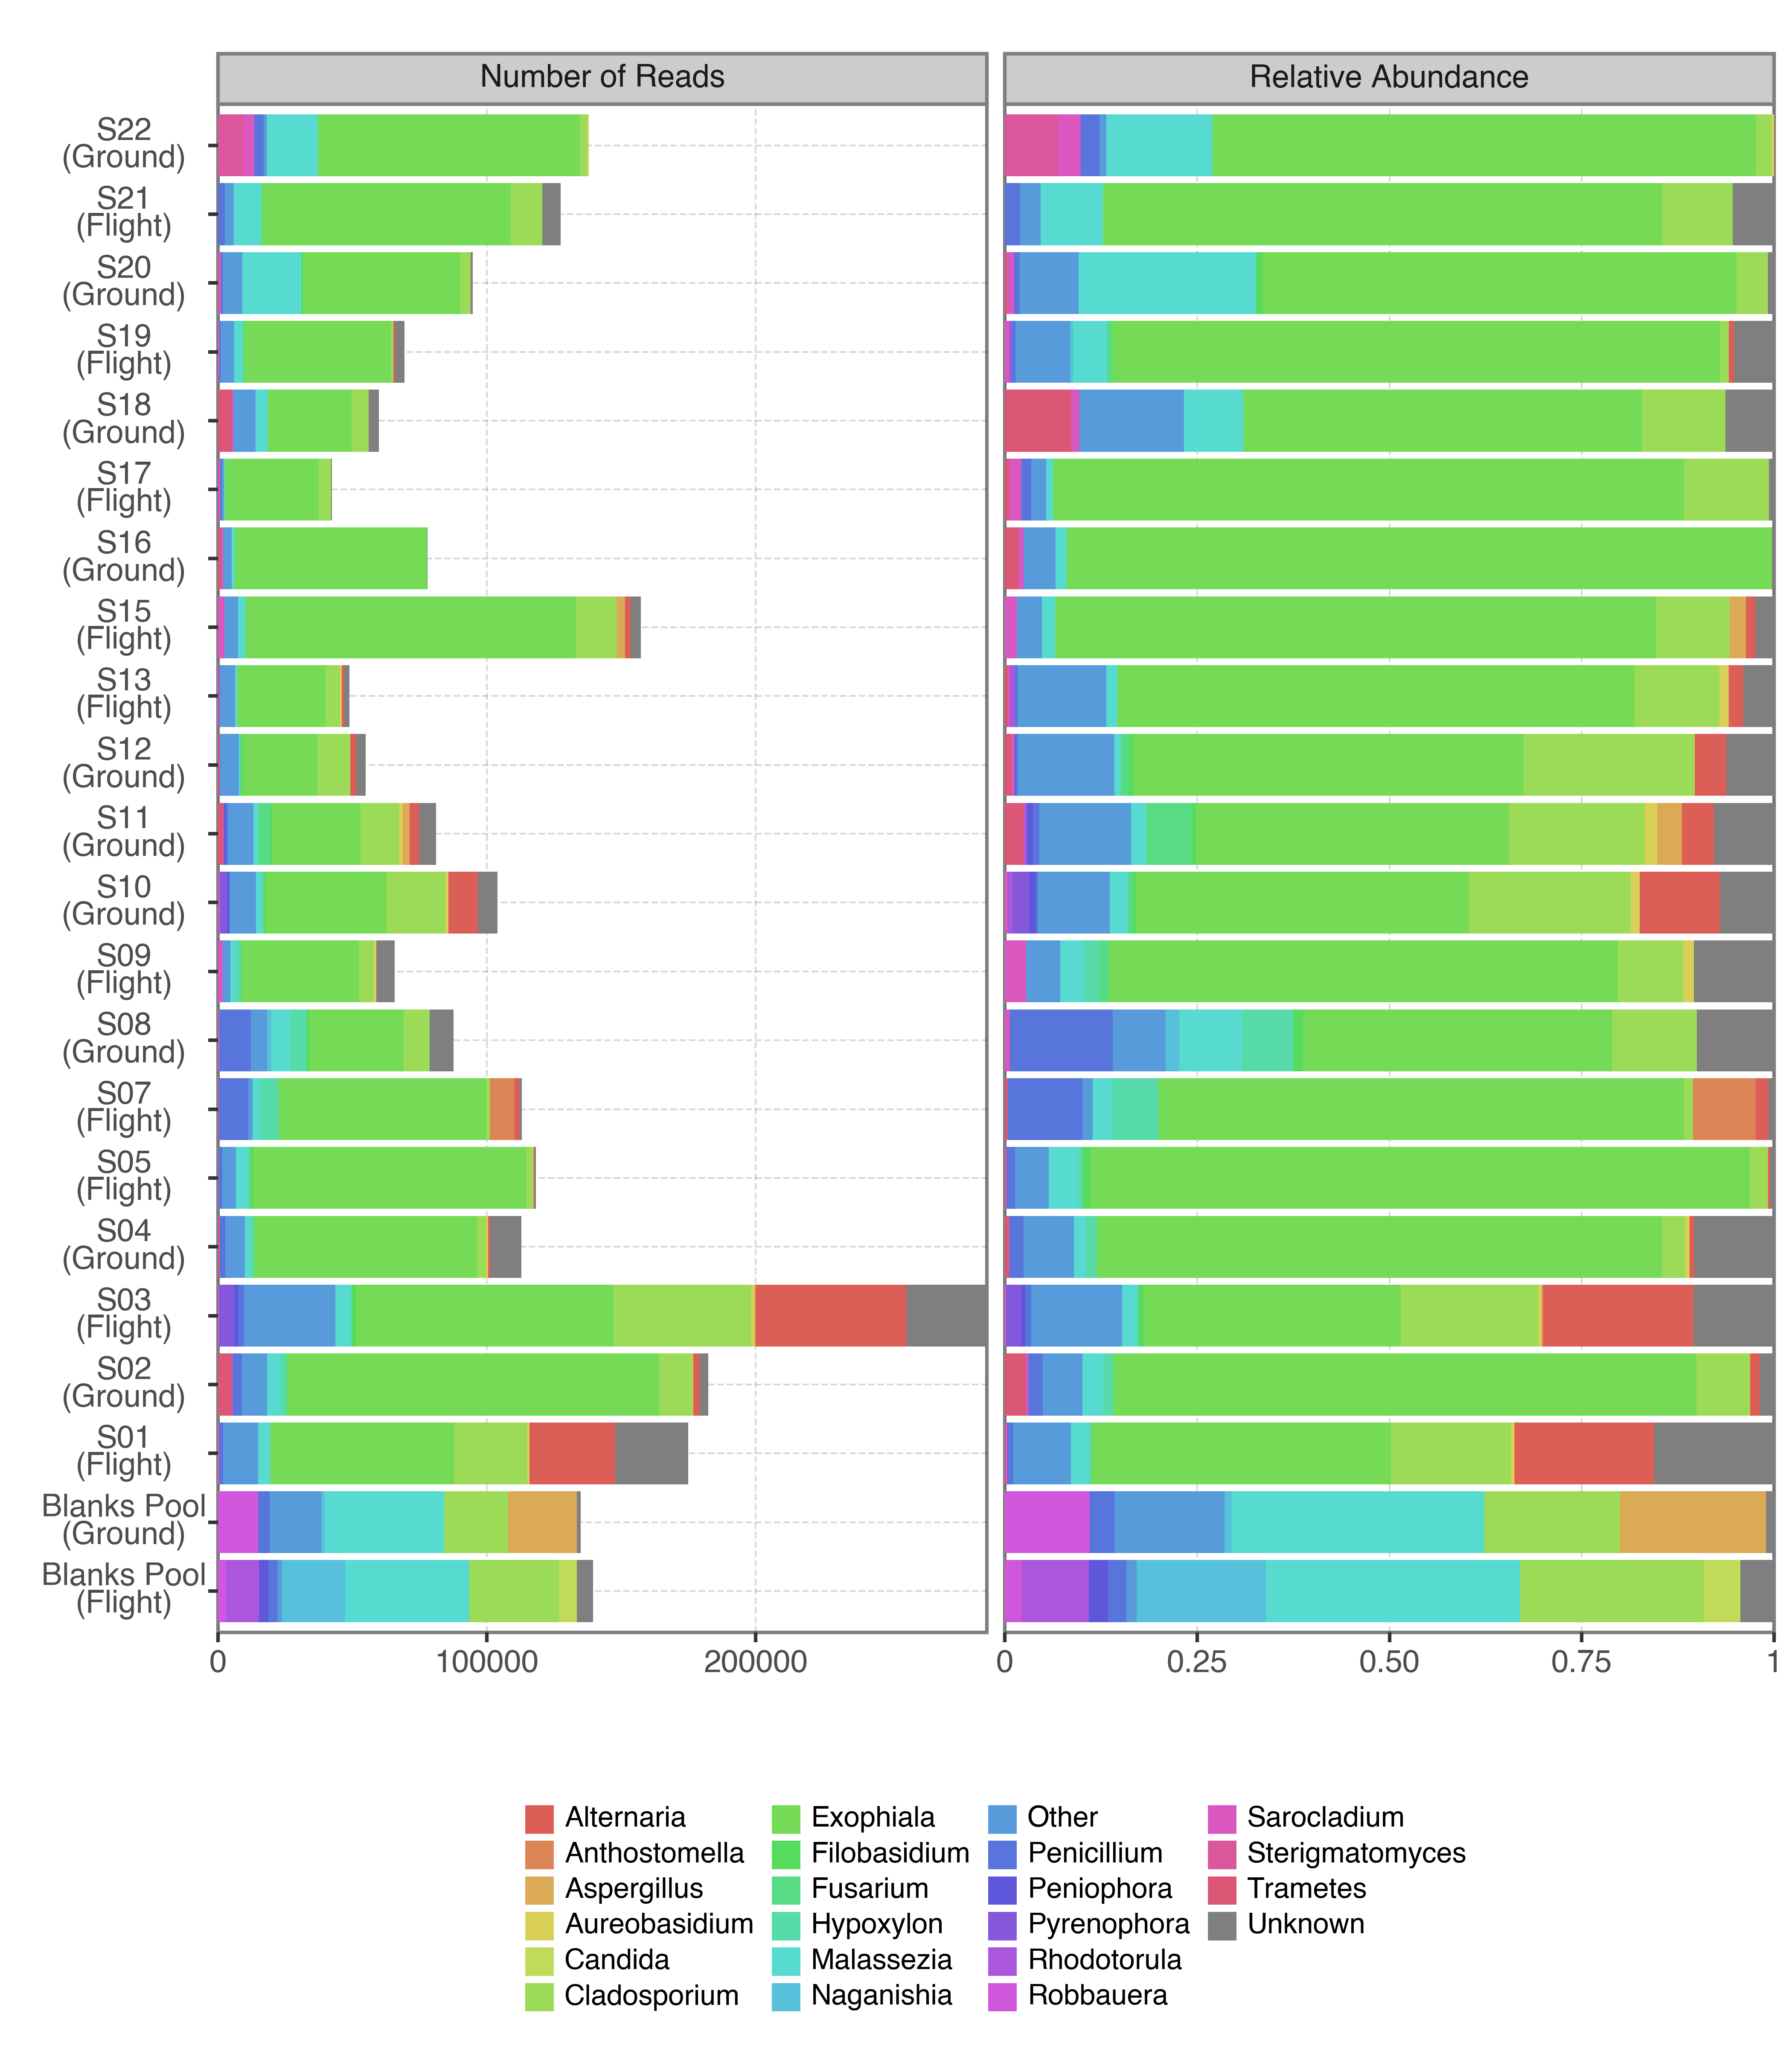 Number of Reads
Relative Abundance
S22
(Ground)
S21
(Flight)
S20
(Ground)
S19
(Flight)
S18
(Ground)
S17
(Flight)
S16
(Ground)
S15
(Flight)
S13
(Flight)
S12
(Ground)
S11
(Ground)
S10
(Ground)
S09
(Flight)
S08
(Ground)
S07
(Flight)
S05
(Flight)
S04
(Ground)
S03
(Flight)
S02
(Ground)
S01
(Flight)
Blanks Pool
(Ground)
Blanks Pool
(Flight)
0 100000 200000
0 0.25 0.50 0.75 1
Alternaria
Anthostomella
Aspergillus
Aureobasidium
Candida
Cladosporium
Exophiala
Filobasidium
Fusarium
Hypoxylon
Malassezia
Naganishia
Other
Penicillium
Peniophora
Pyrenophora
Rhodotorula
Robbauera
Sarocladium
Sterigmatomyces
Trametes
Unknown